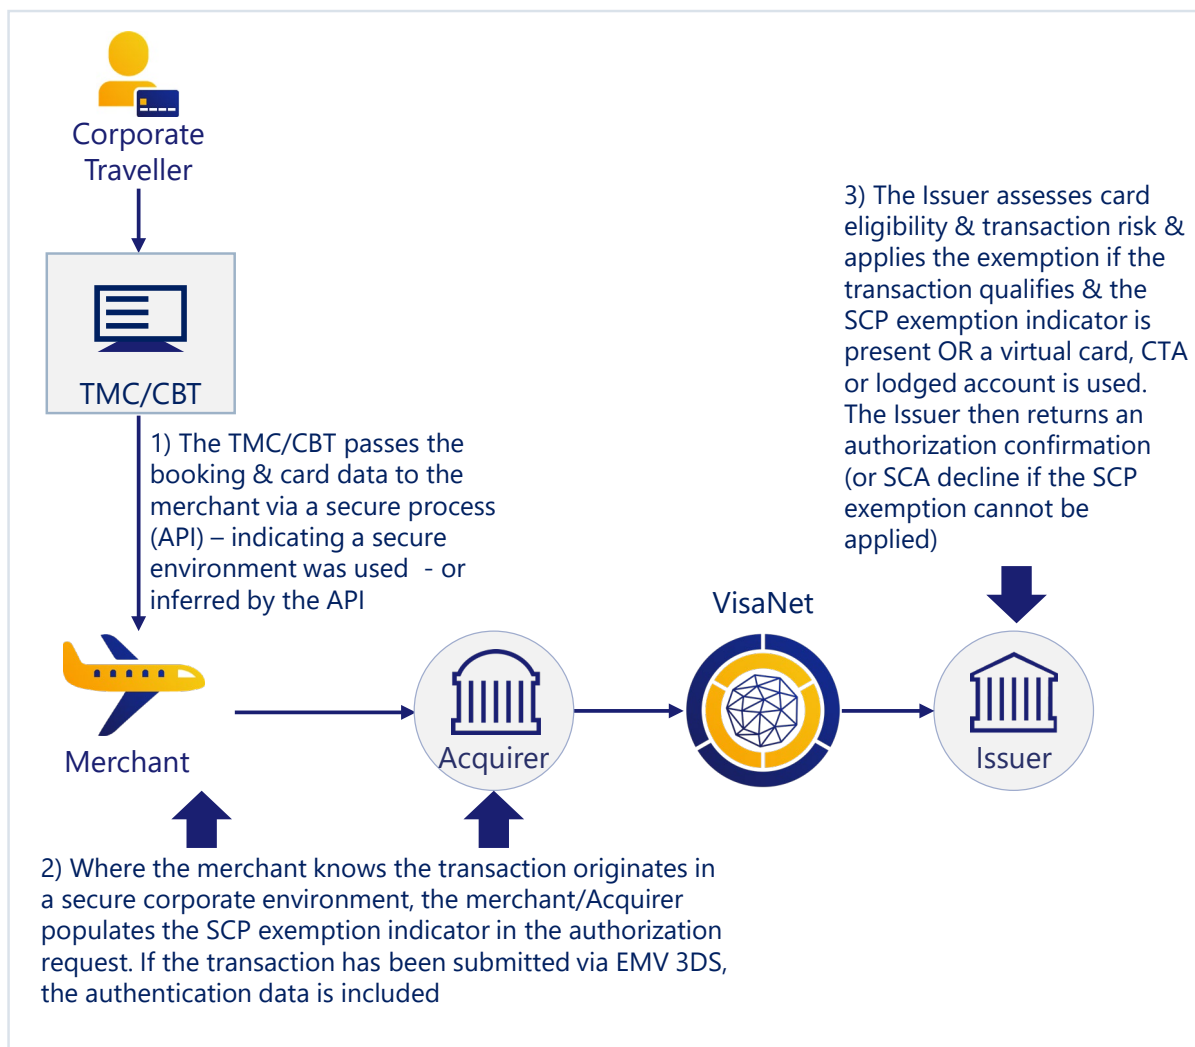 Corporate
Traveller
TMC/CBT
1) The TMC/CBT passes the
booking & card data to the
merchant via a secure process
(API) – indicating a secure
environment was used  - or
inferred by the API
3) The Issuer assesses card
eligibility & transaction risk &
applies the exemption if the
transaction qualifies & the
SCP exemption indicator is
present OR a virtual card, CTA
or lodged account is used.
The Issuer then returns an
authorization confirmation
(or SCA decline if the SCP
exemption cannot be
applied)
VisaNet
Merchant
Acquirer
Issuer
2) Where the merchant knows the transaction originates in
a secure corporate environment, the merchant/Acquirer
populates the SCP exemption indicator in the authorization
request. If the transaction has been submitted via EMV 3DS,
the authentication data is included